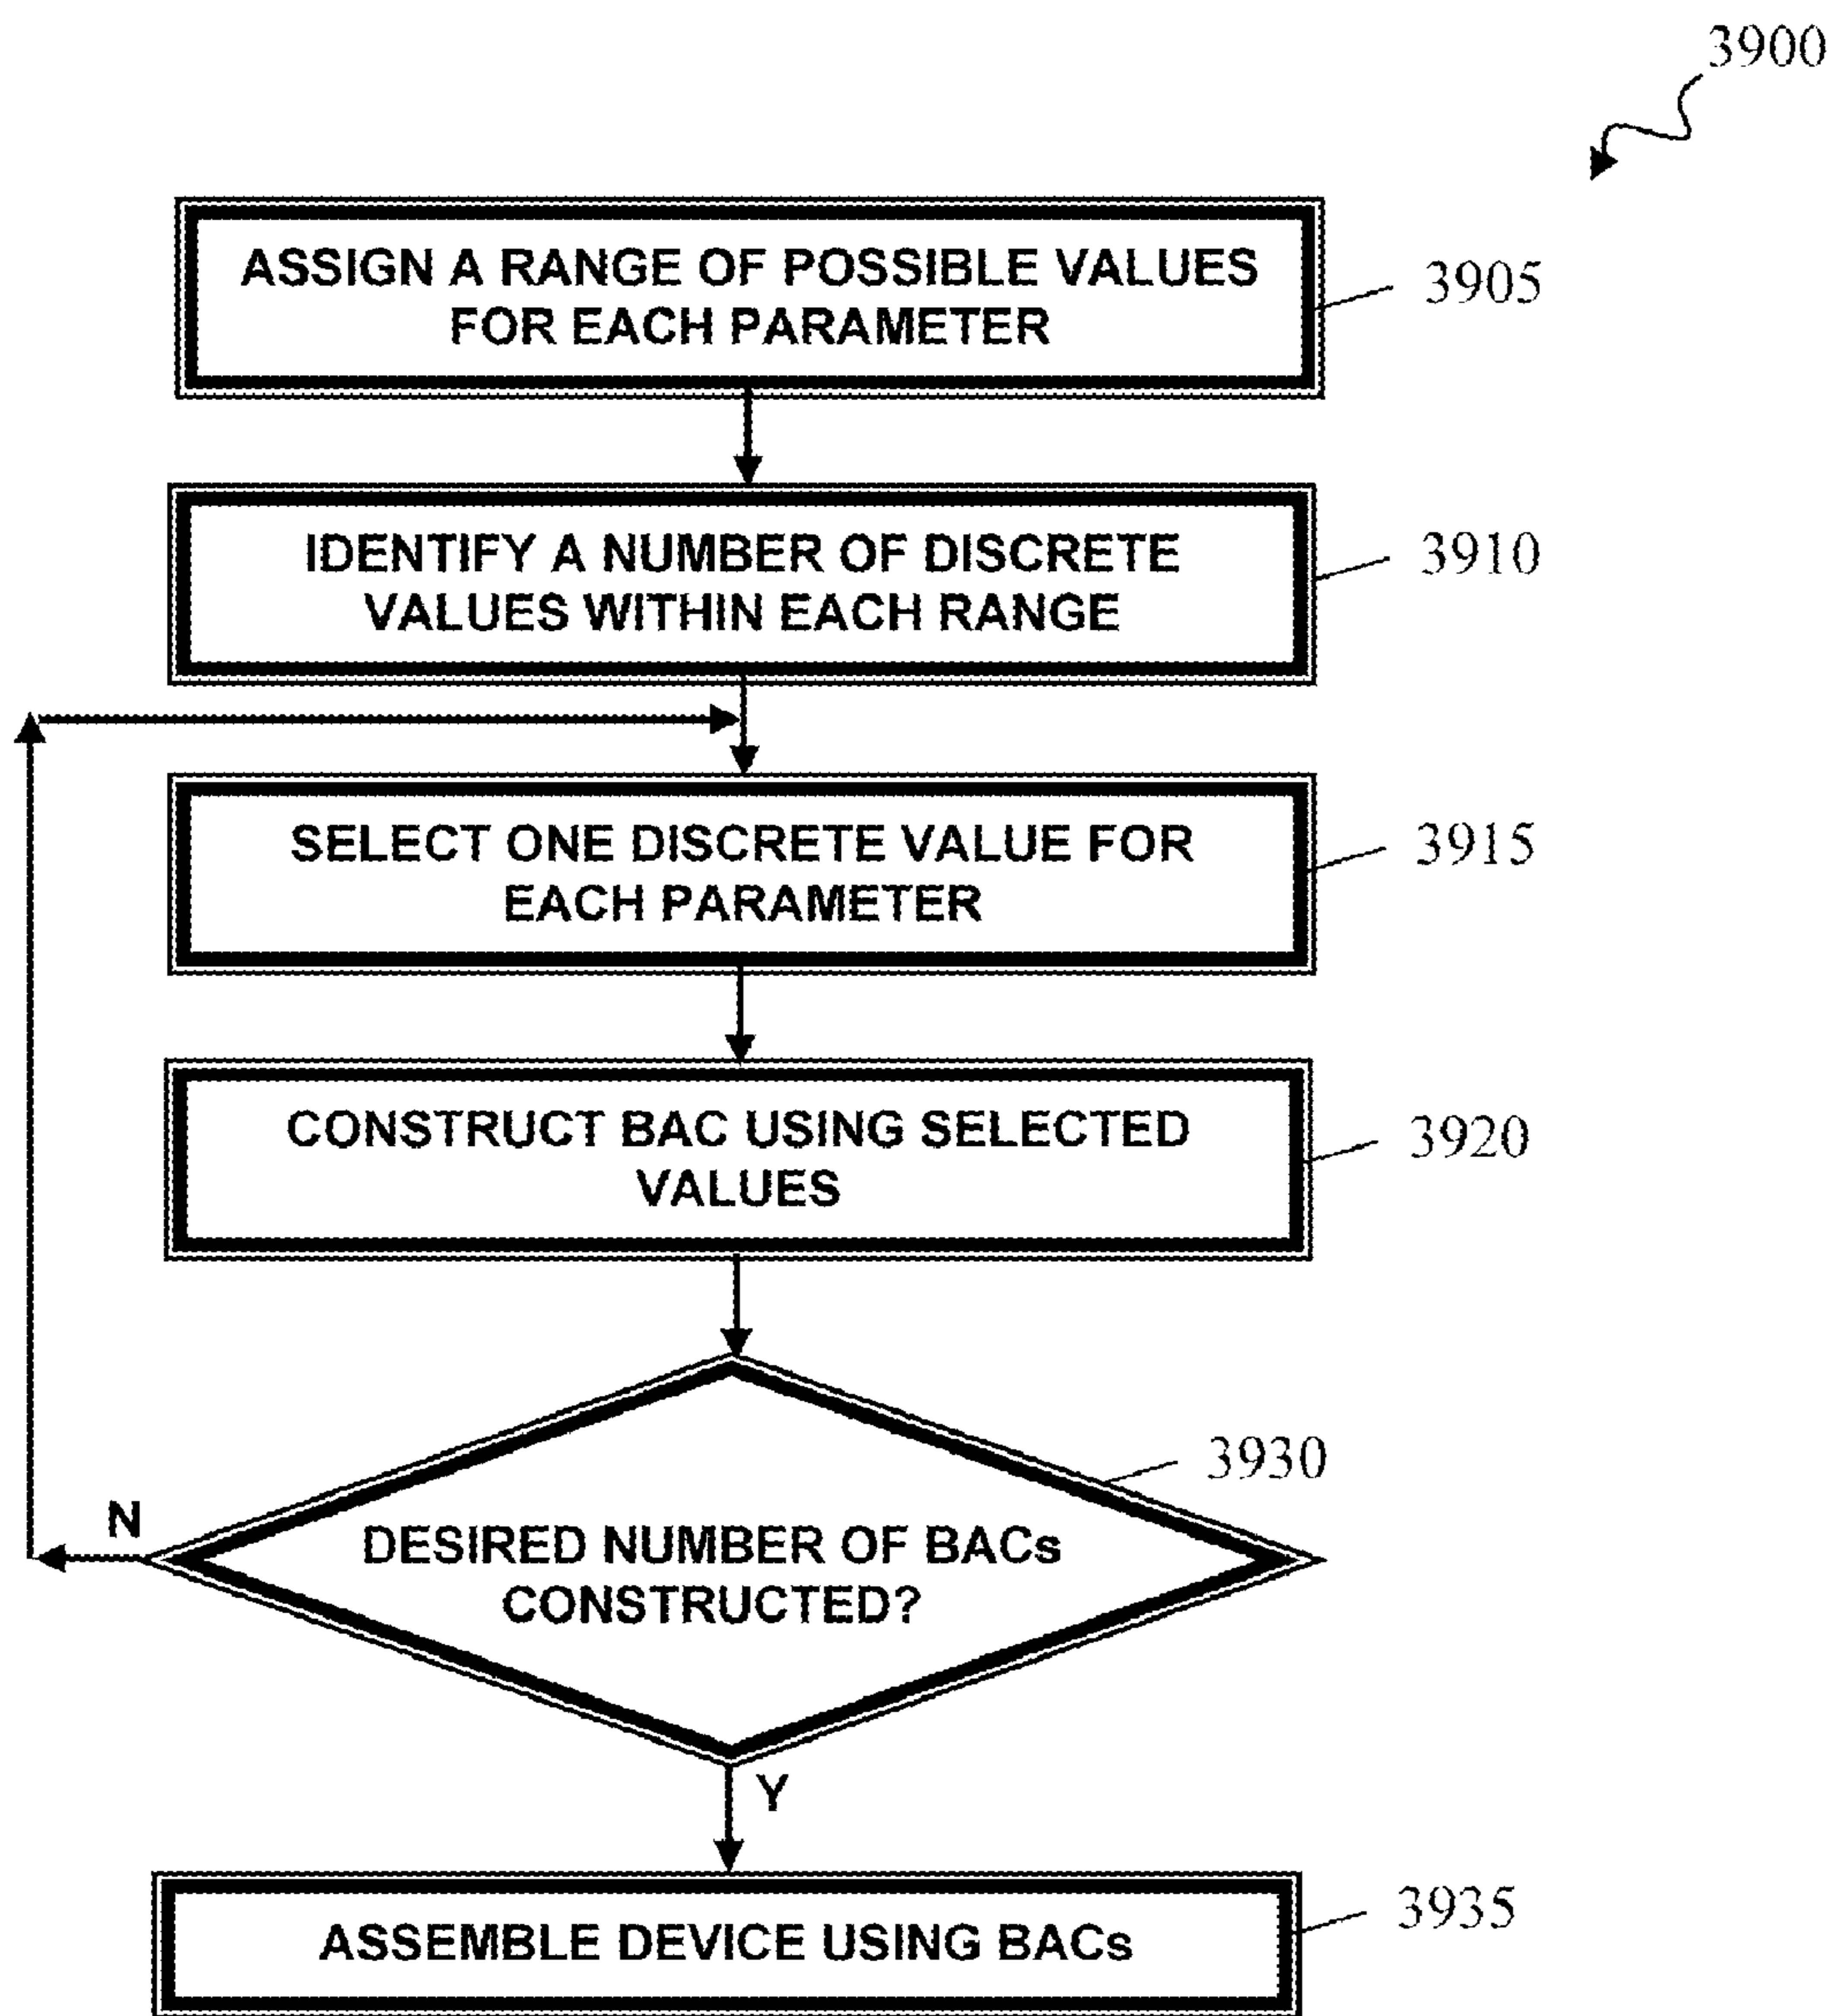 3900
ASSIGN A RANGE OF POSSIBLE VALUES
FOR EACH PARAMETER
3905
IDENTIFY A NUMBER OF DISCRETE
VALUES WITHIN EACH RANGE
3910
SELECT ONE DISCRETE VALUE FOR
EACH PARAMETER
3915
CONSTRUCT BAC USING SELECTED
VALUES
3920
3930
N
DESIRED NUMBER OF BACs
CONSTRUCTED?
Y
ASSEMBLE DEVICE USING BACs
3935